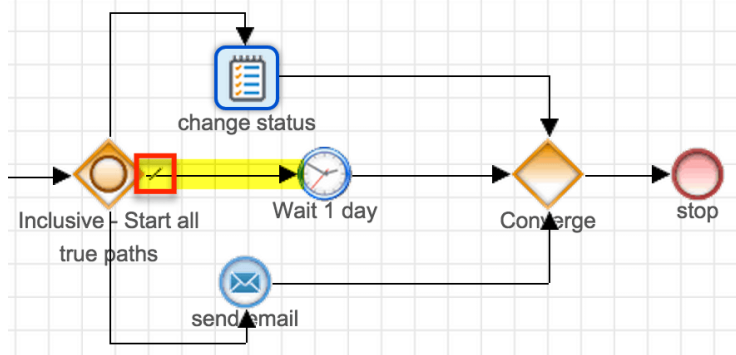 change status
Inclusive - Start all
true paths
Wait 1 day
Converge
stop
send email